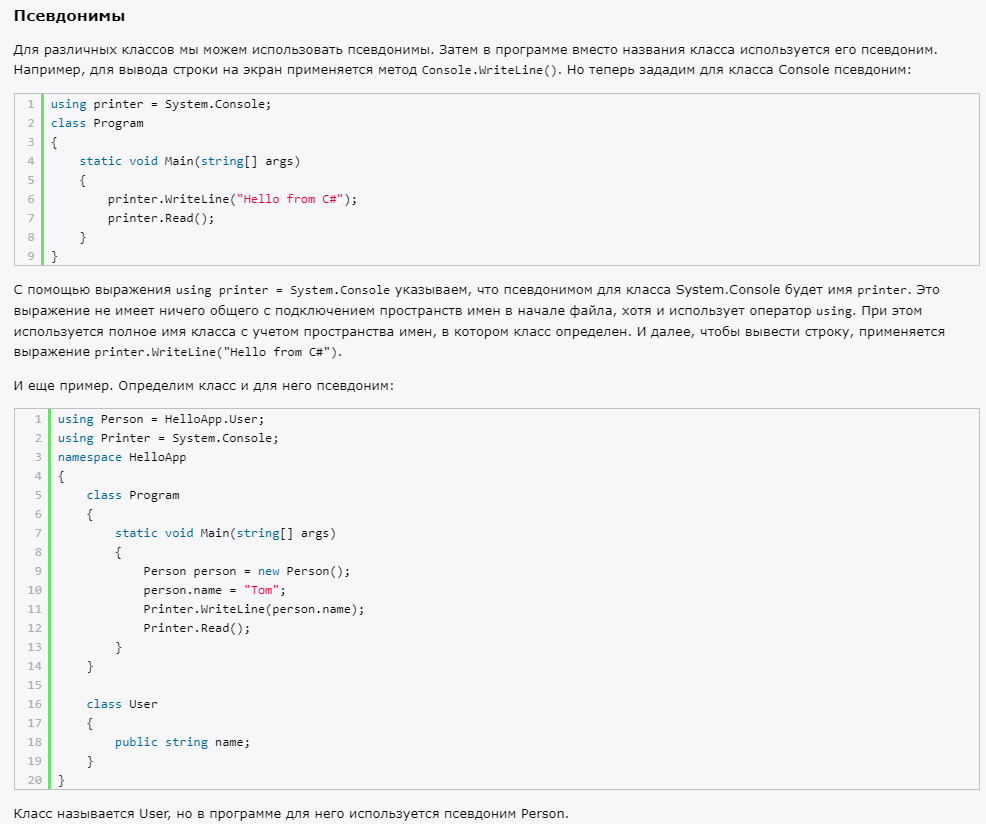 Псевдонимы
Для различных классов мы можем использовать псевдонимы. Затем в программе вместо названия класса используется его псевдоним.
Например, для вывода строки на экран применяется метод Console.WriteLine(). Но теперь зададим для класса Console псевдоним:
1 using printer = System.Console;
2 class Program
3 {
4     static void Main(string[] args)
5     {
6         printer.WriteLine("Hello from C#");
7         printer.Read();
8     }
9 }
С помощью выражения using printer = System.Console указываем, что псевдонимом для класса System.Console будет имя printer. Это
выражение не имеет ничего общего с подключением пространств имен в начале файла, хотя и использует оператор using. При этом
используется полное имя класса с учетом пространства имен, в котором класс определен. И далее, чтобы вывести строку, применяется
выражение printer.WriteLine("Hello from C#").
И еще пример. Определим класс и для него псевдоним:
1 using Person = HelloApp.User;
2 using Printer = System.Console;
3 namespace HelloApp
4 {
5     class Program
6     {
7         static void Main(string[] args)
8         {
9             Person person = new Person();
10             person.name = "Tom";
11             Printer.WriteLine(person.name);
12             Printer.Read();
13         }
14     }
15
16     class User
17     {
18         public string name;
19     }
20 }
Класс называется User, но в программе для него используется псевдоним Person.